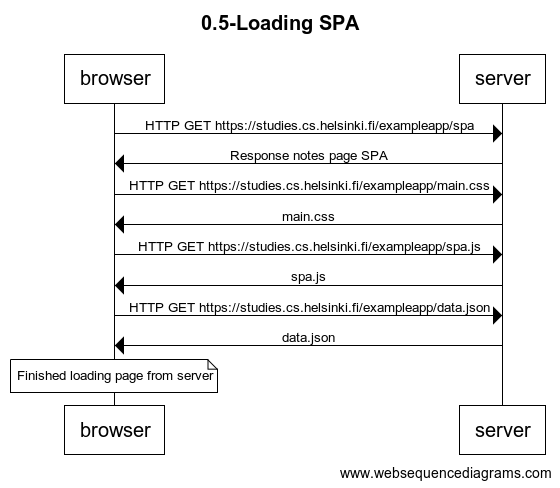 0.5-Loading SPA
browser server
HTTP GET https://studies.cs.helsinki.fi/exampleapp/spa
Response notes page SPA
HTTP GET https://studies.cs.helsinki.fi/exampleapp/main.css
main.css
HTTP GET https://studies.cs.helsinki.fi/exampleapp/spa.js
spa.js
HTTP GET https://studies.cs.helsinki.fi/exampleapp/data.json
data.json
Finished loading page from server
browser server
www.websequencediagrams.com